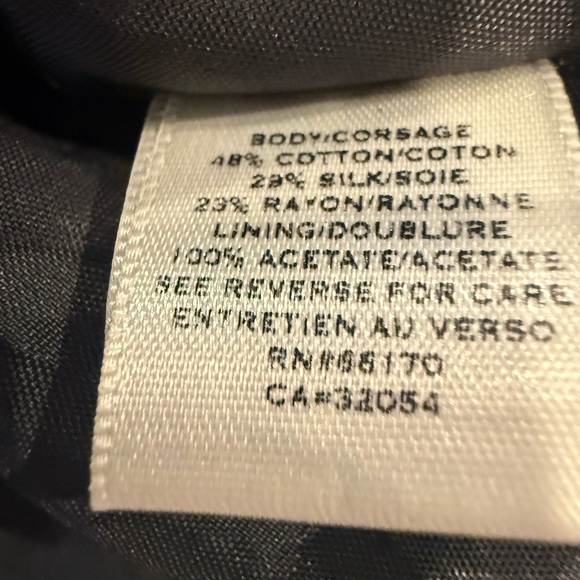 BODY/CORSAGE
48% COTTON/COTON
29% SILK/SOIE
23% RAYON/RAYONNE
LINING/DOUBLURE
100% ACETATE/ACETATE
SEE REVERSE FOR CARE
ENTRETIEN AU VERSO
RN#66170
CA#32054